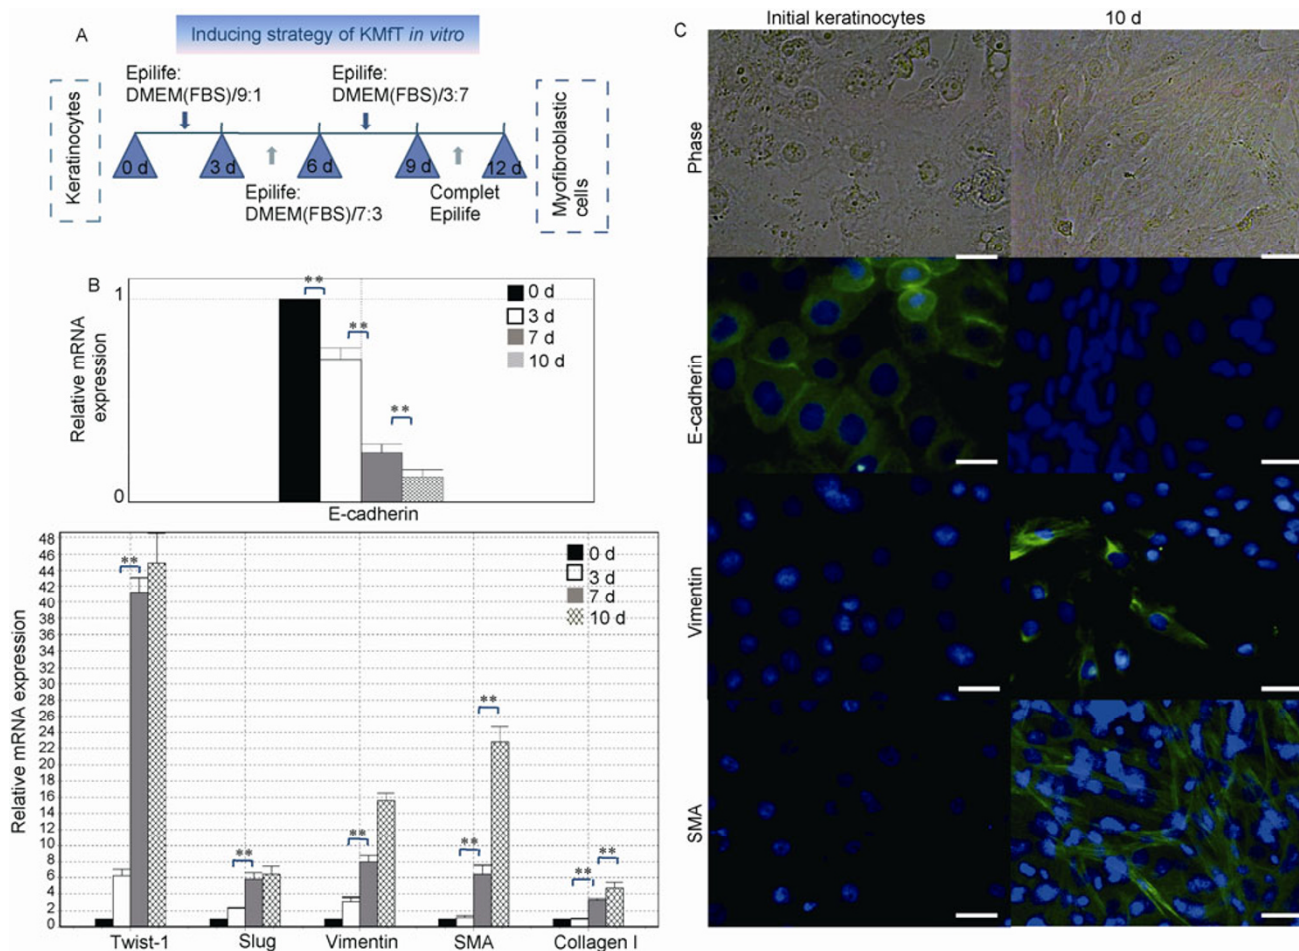 A
Inducing strategy of KMfT in vitro
Epilife:
DMEM(FBS)/9:1
Epilife:
DMEM(FBS)/3:7
Keratinocytes
0 d
3 d
6 d
9 d
12 d
Myofibroblastic
cells
Epilife:
DMEM(FBS)/7:3
Complet
Epilife
B
Relative mRNA
expression
1
0
**
**
**
0 d
3 d
7 d
10 d
E-cadherin
Relative mRNA expression
48
46
44
42
40
38
36
34
32
30
28
26
24
22
20
18
16
14
12
10
8
6
4
2
0
**
**
**
**
**
**
**
0 d
3 d
7 d
10 d
Twist-1
Slug
Vimentin
SMA
Collagen I
C
Initial keratinocytes
10 d
Phase
E-cadherin
Vimentin
SMA